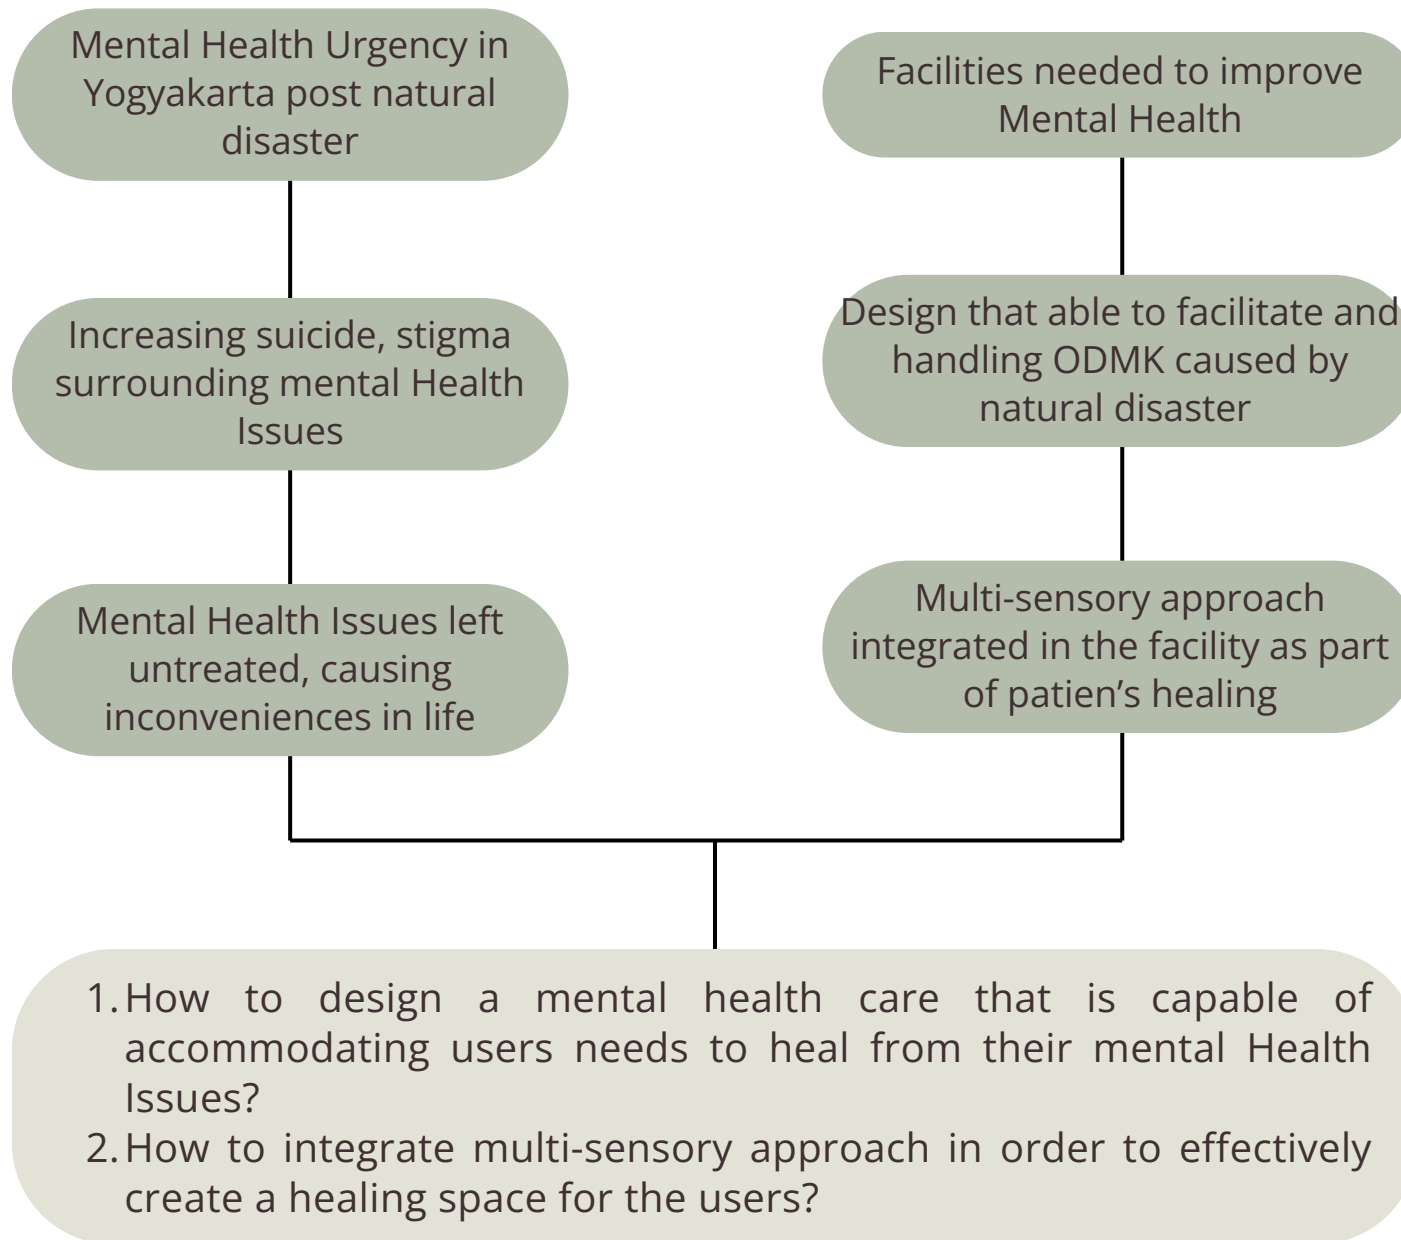 Mental Health Urgency in
Yogyakarta post natural
disaster
Increasing suicide, stigma
surrounding mental Health
Issues
Mental Health Issues left
untreated, causing
inconveniences in life
Facilities needed to improve
Mental Health
Design that able to facilitate and
handling ODMK caused by
natural disaster
Multi-sensory approach
integrated in the facility as part
of patien’s healing
1. How to design a mental health care that is capable of
accommodating users needs to heal from their mental Health
Issues?
2. How to integrate multi-sensory approach in order to effectively
create a healing space for the users?